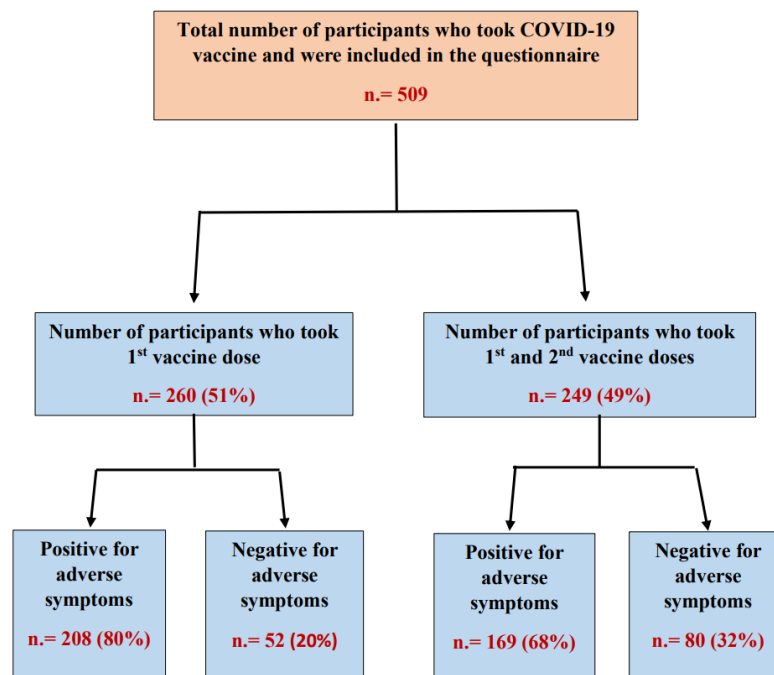 Total number of participants who took COVID-19
vaccine and were included in the questionnaire
n.= 509
Number of participants who took
1st vaccine dose
n.= 260 (51%)
Number of participants who took
1st and 2nd vaccine doses
n.= 249 (49%)
Positive for
adverse
symptoms
n.= 208 (80%)
Negative for
adverse
symptoms
n.= 52 (20%)
Positive for
adverse
symptoms
n.= 169 (68%)
Negative for
adverse
symptoms
n.= 80 (32%)